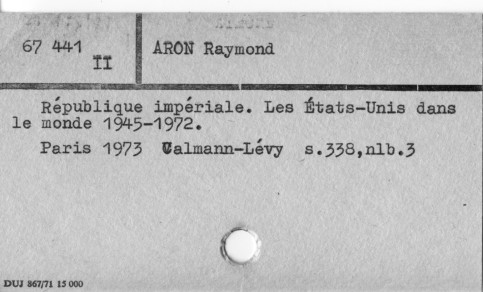 67 441 ARON Raymond
II
République impériale. Les États-Unis dans
le monde 1945-1972.
Paris 1973 Calmann-Lévy s.338,nlb.3
DUJ 867/71 15 000